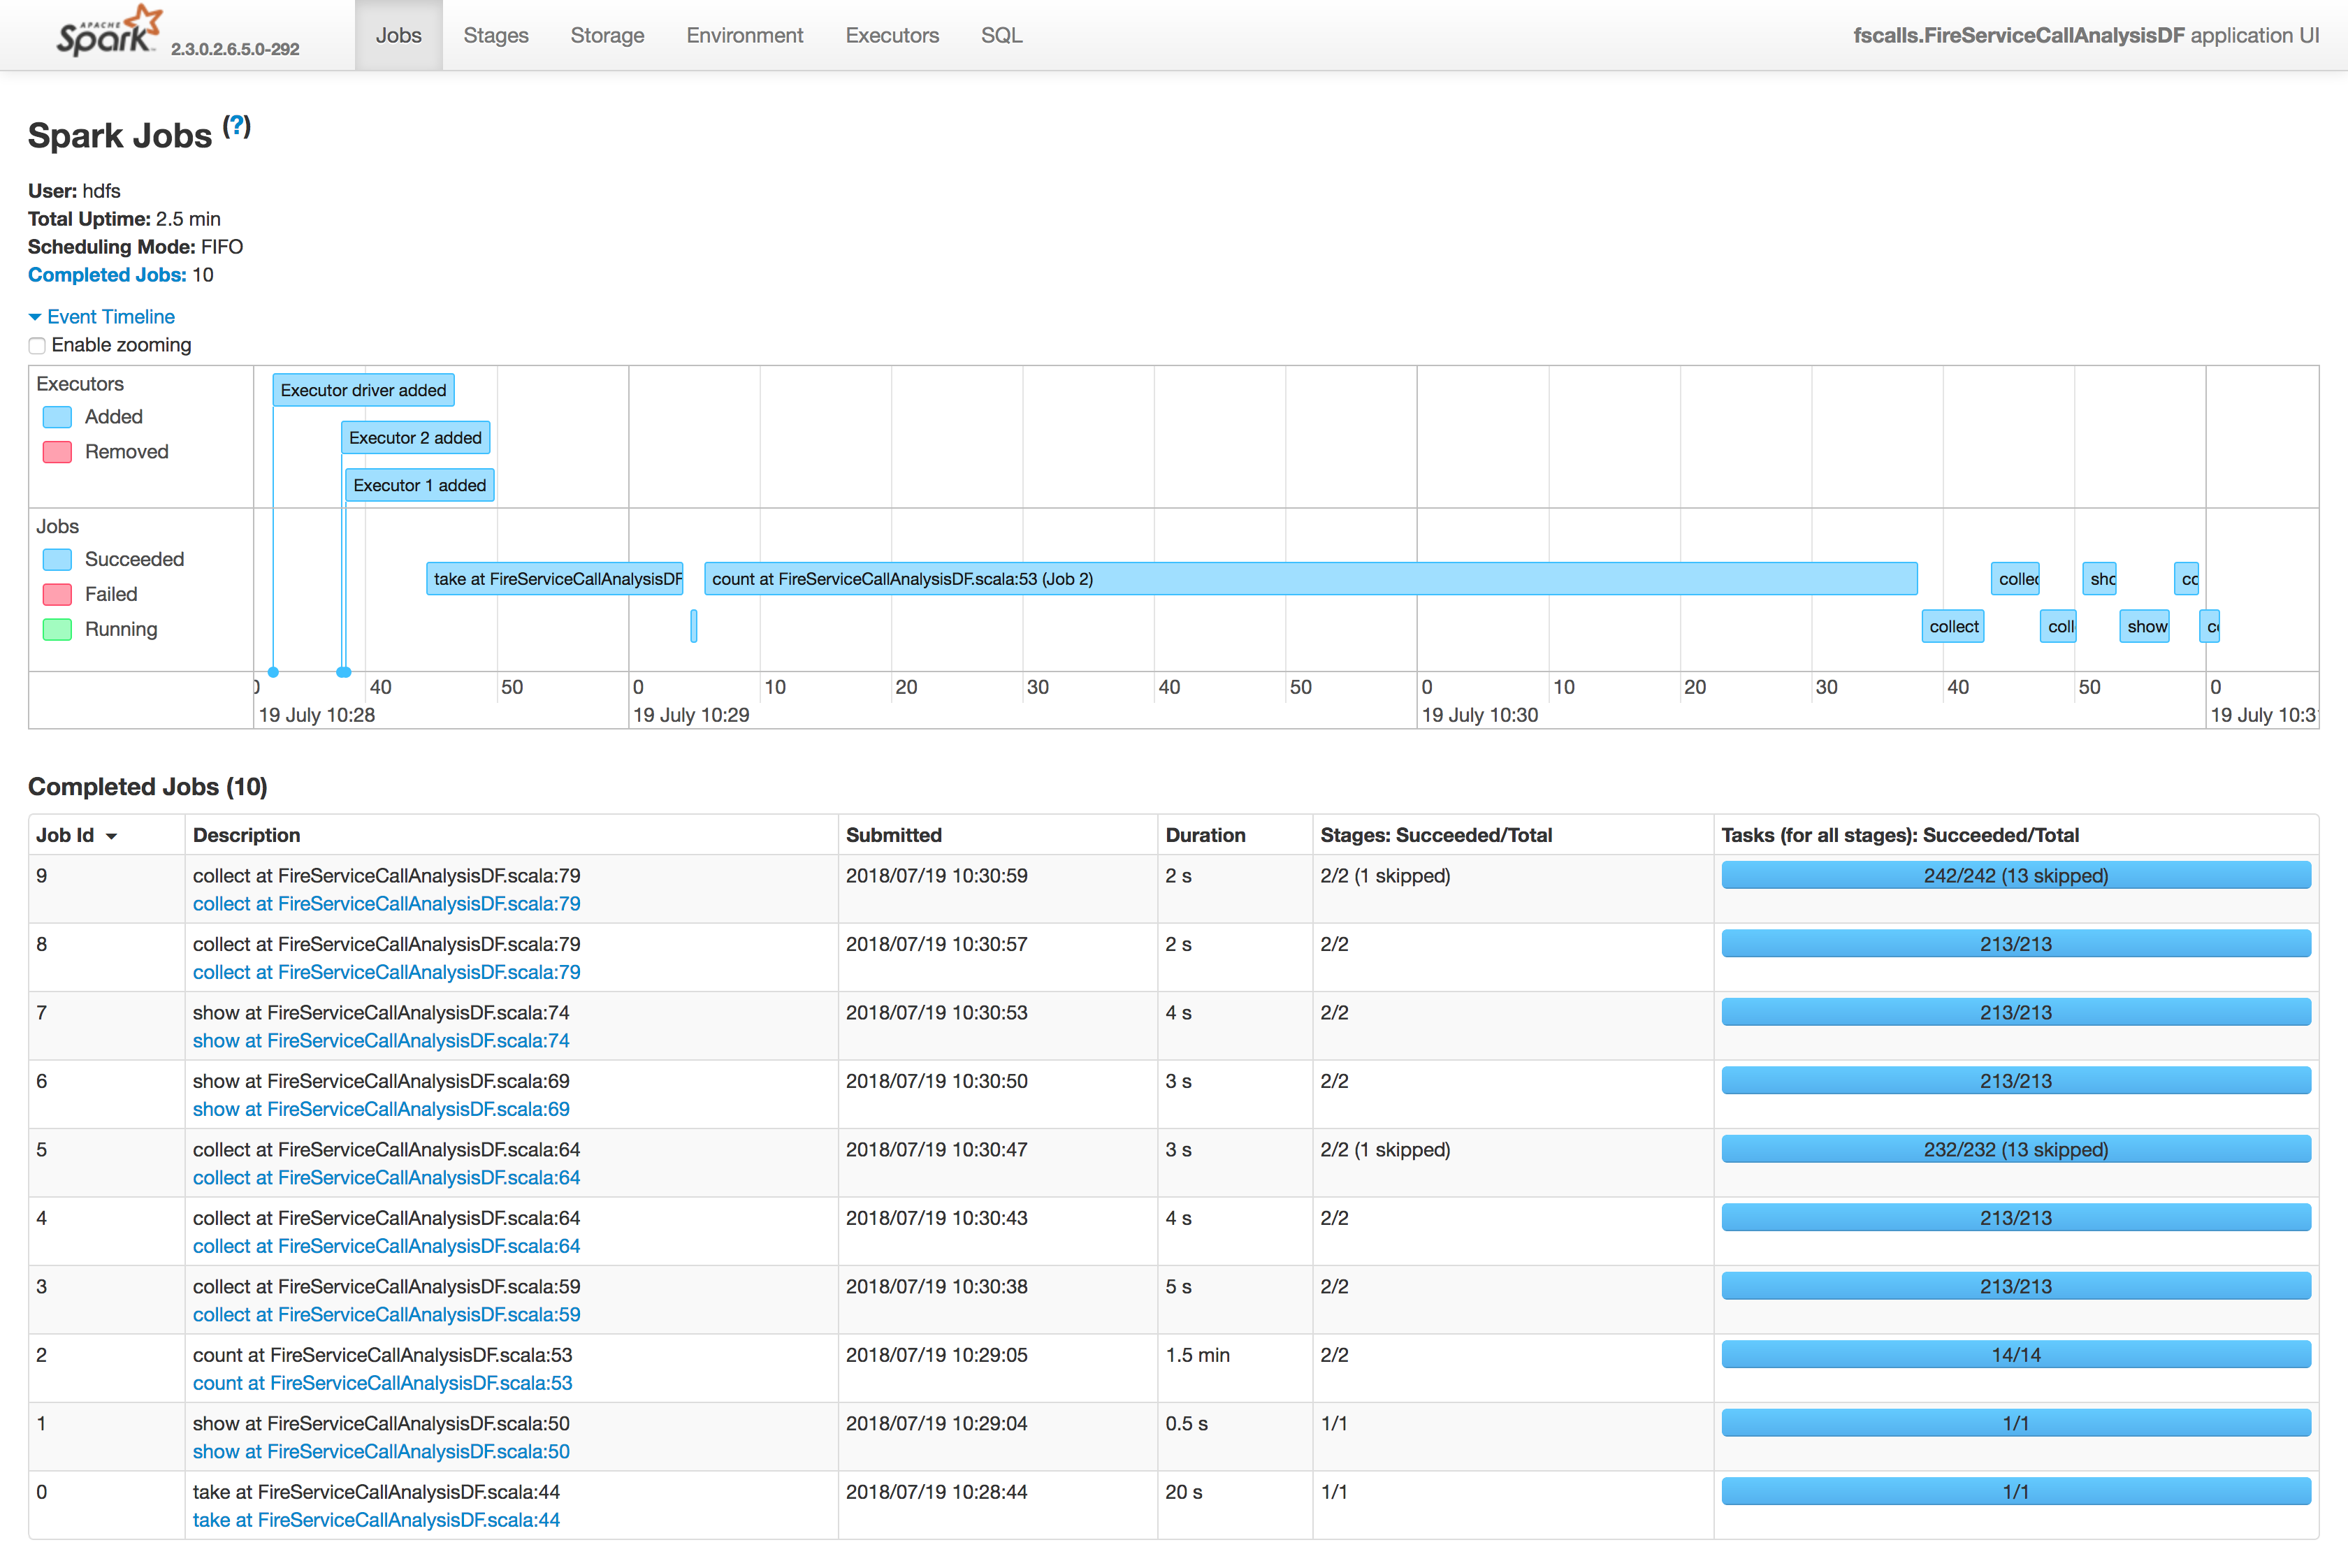 APACHE Spark 2.3.0.2.6.5.0-292 Jobs Stages Storage Environment Executors SQL fscalls.FireServiceCallAnalysisDF application UI
Spark Jobs (?)
User: hdfs
Total Uptime: 2.5 min
Scheduling Mode: FIFO
Completed Jobs: 10
Event Timeline
Enable zooming
Executors
Added
Removed
Executor driver added
Executor 2 added
Executor 1 added
Jobs
Succeeded
Failed
Running
take at FireServiceCallAnalysisDF count at FireServiceCallAnalysisDF.scala:53 (Job 2) collec sho co
collect coll show co
0 40 50 0 10 20 30 40 50 0 10 20 30 40 50 0
19 July 10:28 19 July 10:29 19 July 10:30 19 July 10:3
Completed Jobs (10)
Job Id Description Submitted Duration Stages: Succeeded/Total Tasks (for all stages): Succeeded/Total
9 collect at FireServiceCallAnalysisDF.scala:79 2018/07/19 10:30:59 2 s 2/2 (1 skipped) 242/242 (13 skipped)
collect at FireServiceCallAnalysisDF.scala:79
8 collect at FireServiceCallAnalysisDF.scala:79 2018/07/19 10:30:57 2 s 2/2 213/213
collect at FireServiceCallAnalysisDF.scala:79
7 show at FireServiceCallAnalysisDF.scala:74 2018/07/19 10:30:53 4 s 2/2 213/213
show at FireServiceCallAnalysisDF.scala:74
6 show at FireServiceCallAnalysisDF.scala:69 2018/07/19 10:30:50 3 s 2/2 213/213
show at FireServiceCallAnalysisDF.scala:69
5 collect at FireServiceCallAnalysisDF.scala:64 2018/07/19 10:30:47 3 s 2/2 (1 skipped) 232/232 (13 skipped)
collect at FireServiceCallAnalysisDF.scala:64
4 collect at FireServiceCallAnalysisDF.scala:64 2018/07/19 10:30:43 4 s 2/2 213/213
collect at FireServiceCallAnalysisDF.scala:64
3 collect at FireServiceCallAnalysisDF.scala:59 2018/07/19 10:30:38 5 s 2/2 213/213
collect at FireServiceCallAnalysisDF.scala:59
2 count at FireServiceCallAnalysisDF.scala:53 2018/07/19 10:29:05 1.5 min 2/2 14/14
count at FireServiceCallAnalysisDF.scala:53
1 show at FireServiceCallAnalysisDF.scala:50 2018/07/19 10:29:04 0.5 s 1/1 1/1
show at FireServiceCallAnalysisDF.scala:50
0 take at FireServiceCallAnalysisDF.scala:44 2018/07/19 10:28:44 20 s 1/1 1/1
take at FireServiceCallAnalysisDF.scala:44